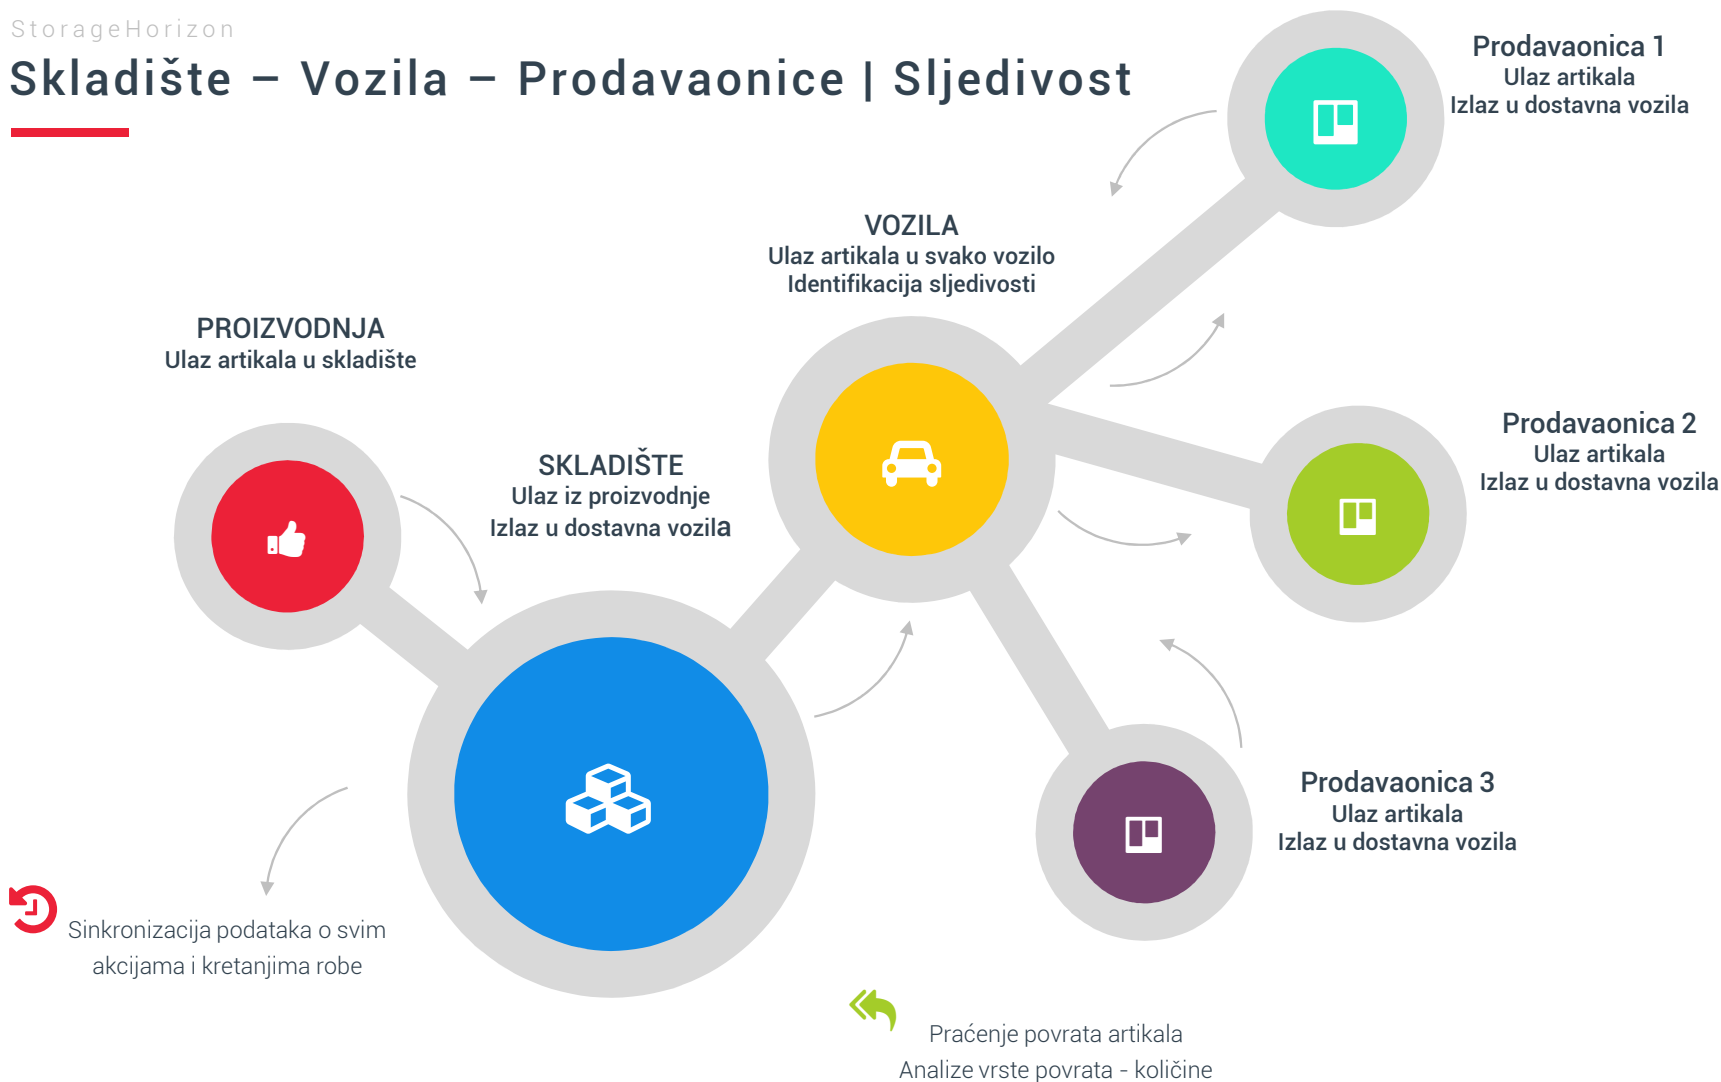 StorageHorizon
Skladište – Vozila – Prodavaonice | Sljedivost
Prodavaonica 1
Ulaz artikala
Izlaz u dostavna vozila
VOZILA
Ulaz artikala u svako vozilo
Identifikacija sljedivosti
PROIZVODNJA
Ulaz artikala u skladište
SKLADIŠTE
Ulaz iz proizvodnje
Izlaz u dostavna vozila
Prodavaonica 2
Ulaz artikala
Izlaz u dostavna vozila
Prodavaonica 3
Ulaz artikala
Izlaz u dostavna vozila
Sinkronizacija podataka o svim
akcijama i kretanjima robe
Praćenje povrata artikala
Analize vrste povrata - količine